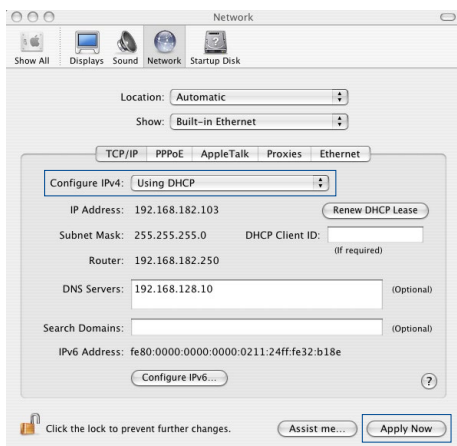 Network
Show All Displays Sound Network Startup Disk
Location: Automatic
Show: Built-in Ethernet
TCP/IP PPPoE AppleTalk Proxies Ethernet
Configure IPv4: Using DHCP
IP Address: 192.168.182.103 Renew DHCP Lease
Subnet Mask: 255.255.255.0 DHCP Client ID:
(If required)
Router: 192.168.182.250
DNS Servers: 192.168.128.10 (Optional)
Search Domains: (Optional)
IPv6 Address: fe80:0000:0000:0000:0211:24ff:fe32:b18e
Configure IPv6... ?
Click the lock to prevent further changes. Assist me... Apply Now